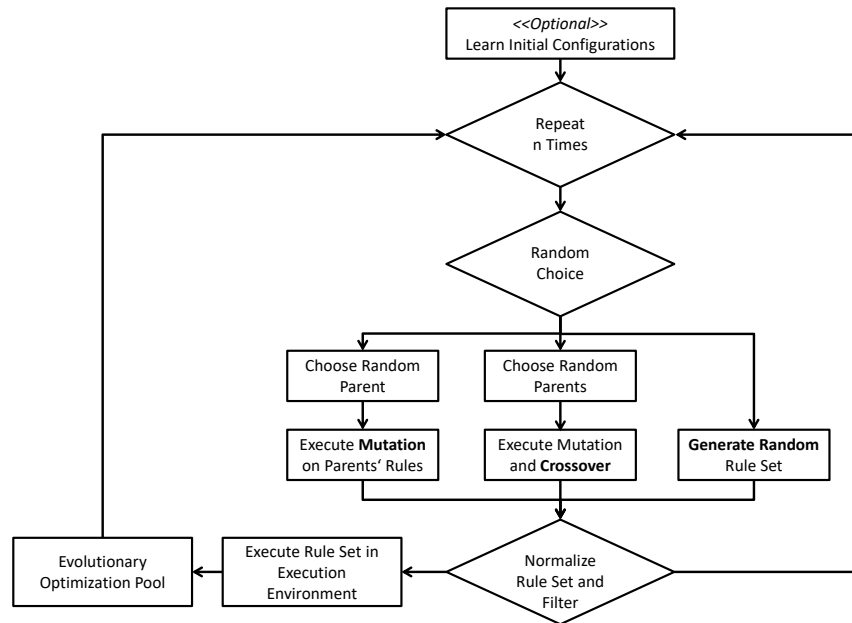 <<Optional>>
Learn Initial Configurations
Repeat
n Times
Random
Choice
Choose Random
Parent
Choose Random
Parents
Execute Mutation
on Parents‘ Rules
Execute Mutation
and Crossover
Generate Random
Rule Set
Evolutionary
Optimization Pool
Execute Rule Set in
Execution
Environment
Normalize
Rule Set and
Filter